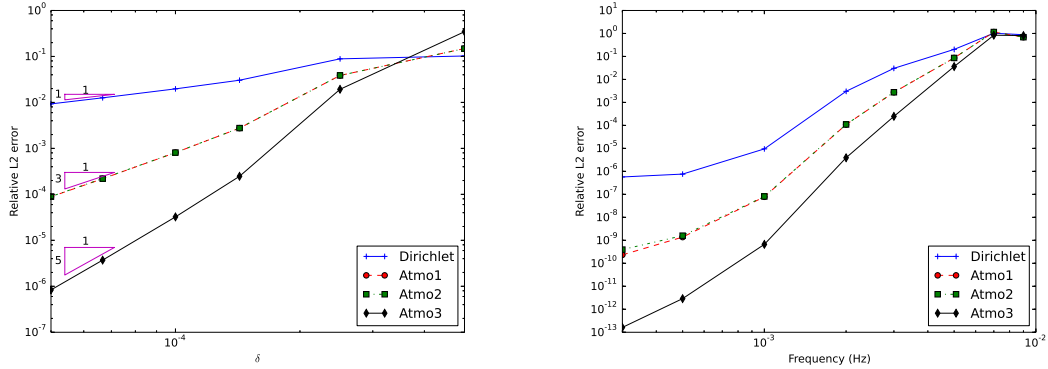 10^0
10^-1
10^-2
10^-3
10^-4
10^-5
10^-6
10^-7
Relative L2 error
1
1
1
3
1
5
10^-4
δ
Dirichlet
Atmo1
Atmo2
Atmo3
10^1
10^0
10^-1
10^-2
10^-3
10^-4
10^-5
10^-6
10^-7
10^-8
10^-9
10^-10
10^-11
10^-12
10^-13
Relative L2 error
10^-3
10^-2
Frequency (Hz)
Dirichlet
Atmo1
Atmo2
Atmo3